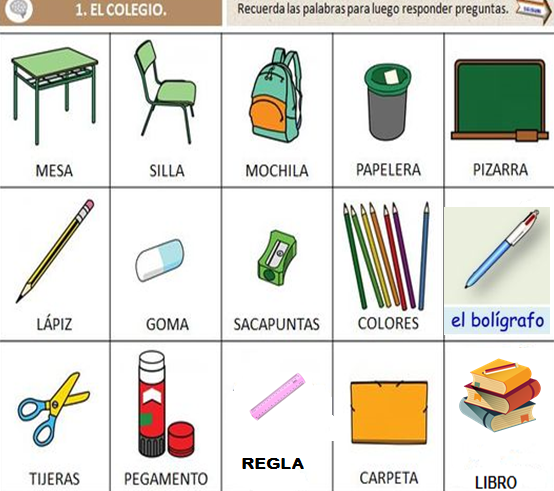 1. EL COLEGIO.
Recuerda las palabras para luego responder preguntas.
MESA
SILLA
MOCHILA
PAPELERA
PIZARRA
LÁPIZ
GOMA
SACAPUNTAS
COLORES
el bolígrafo
TIJERAS
PEGAMENTO
REGLA
CARPETA
LIBRO